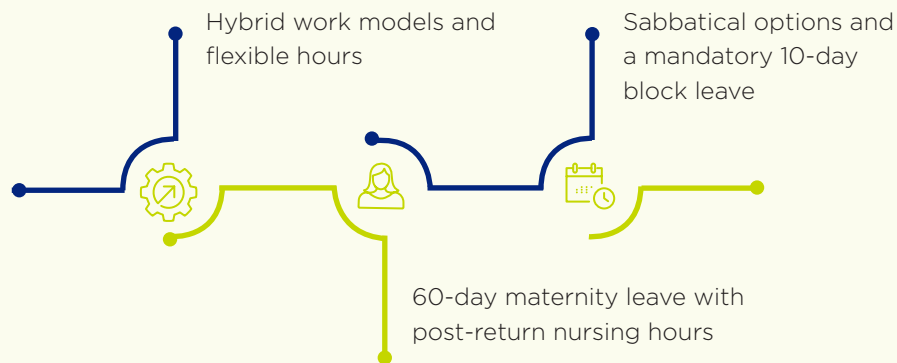 Hybrid work models and
flexible hours
Sabbatical options and
a mandatory 10-day
block leave
60-day maternity leave with
post-return nursing hours